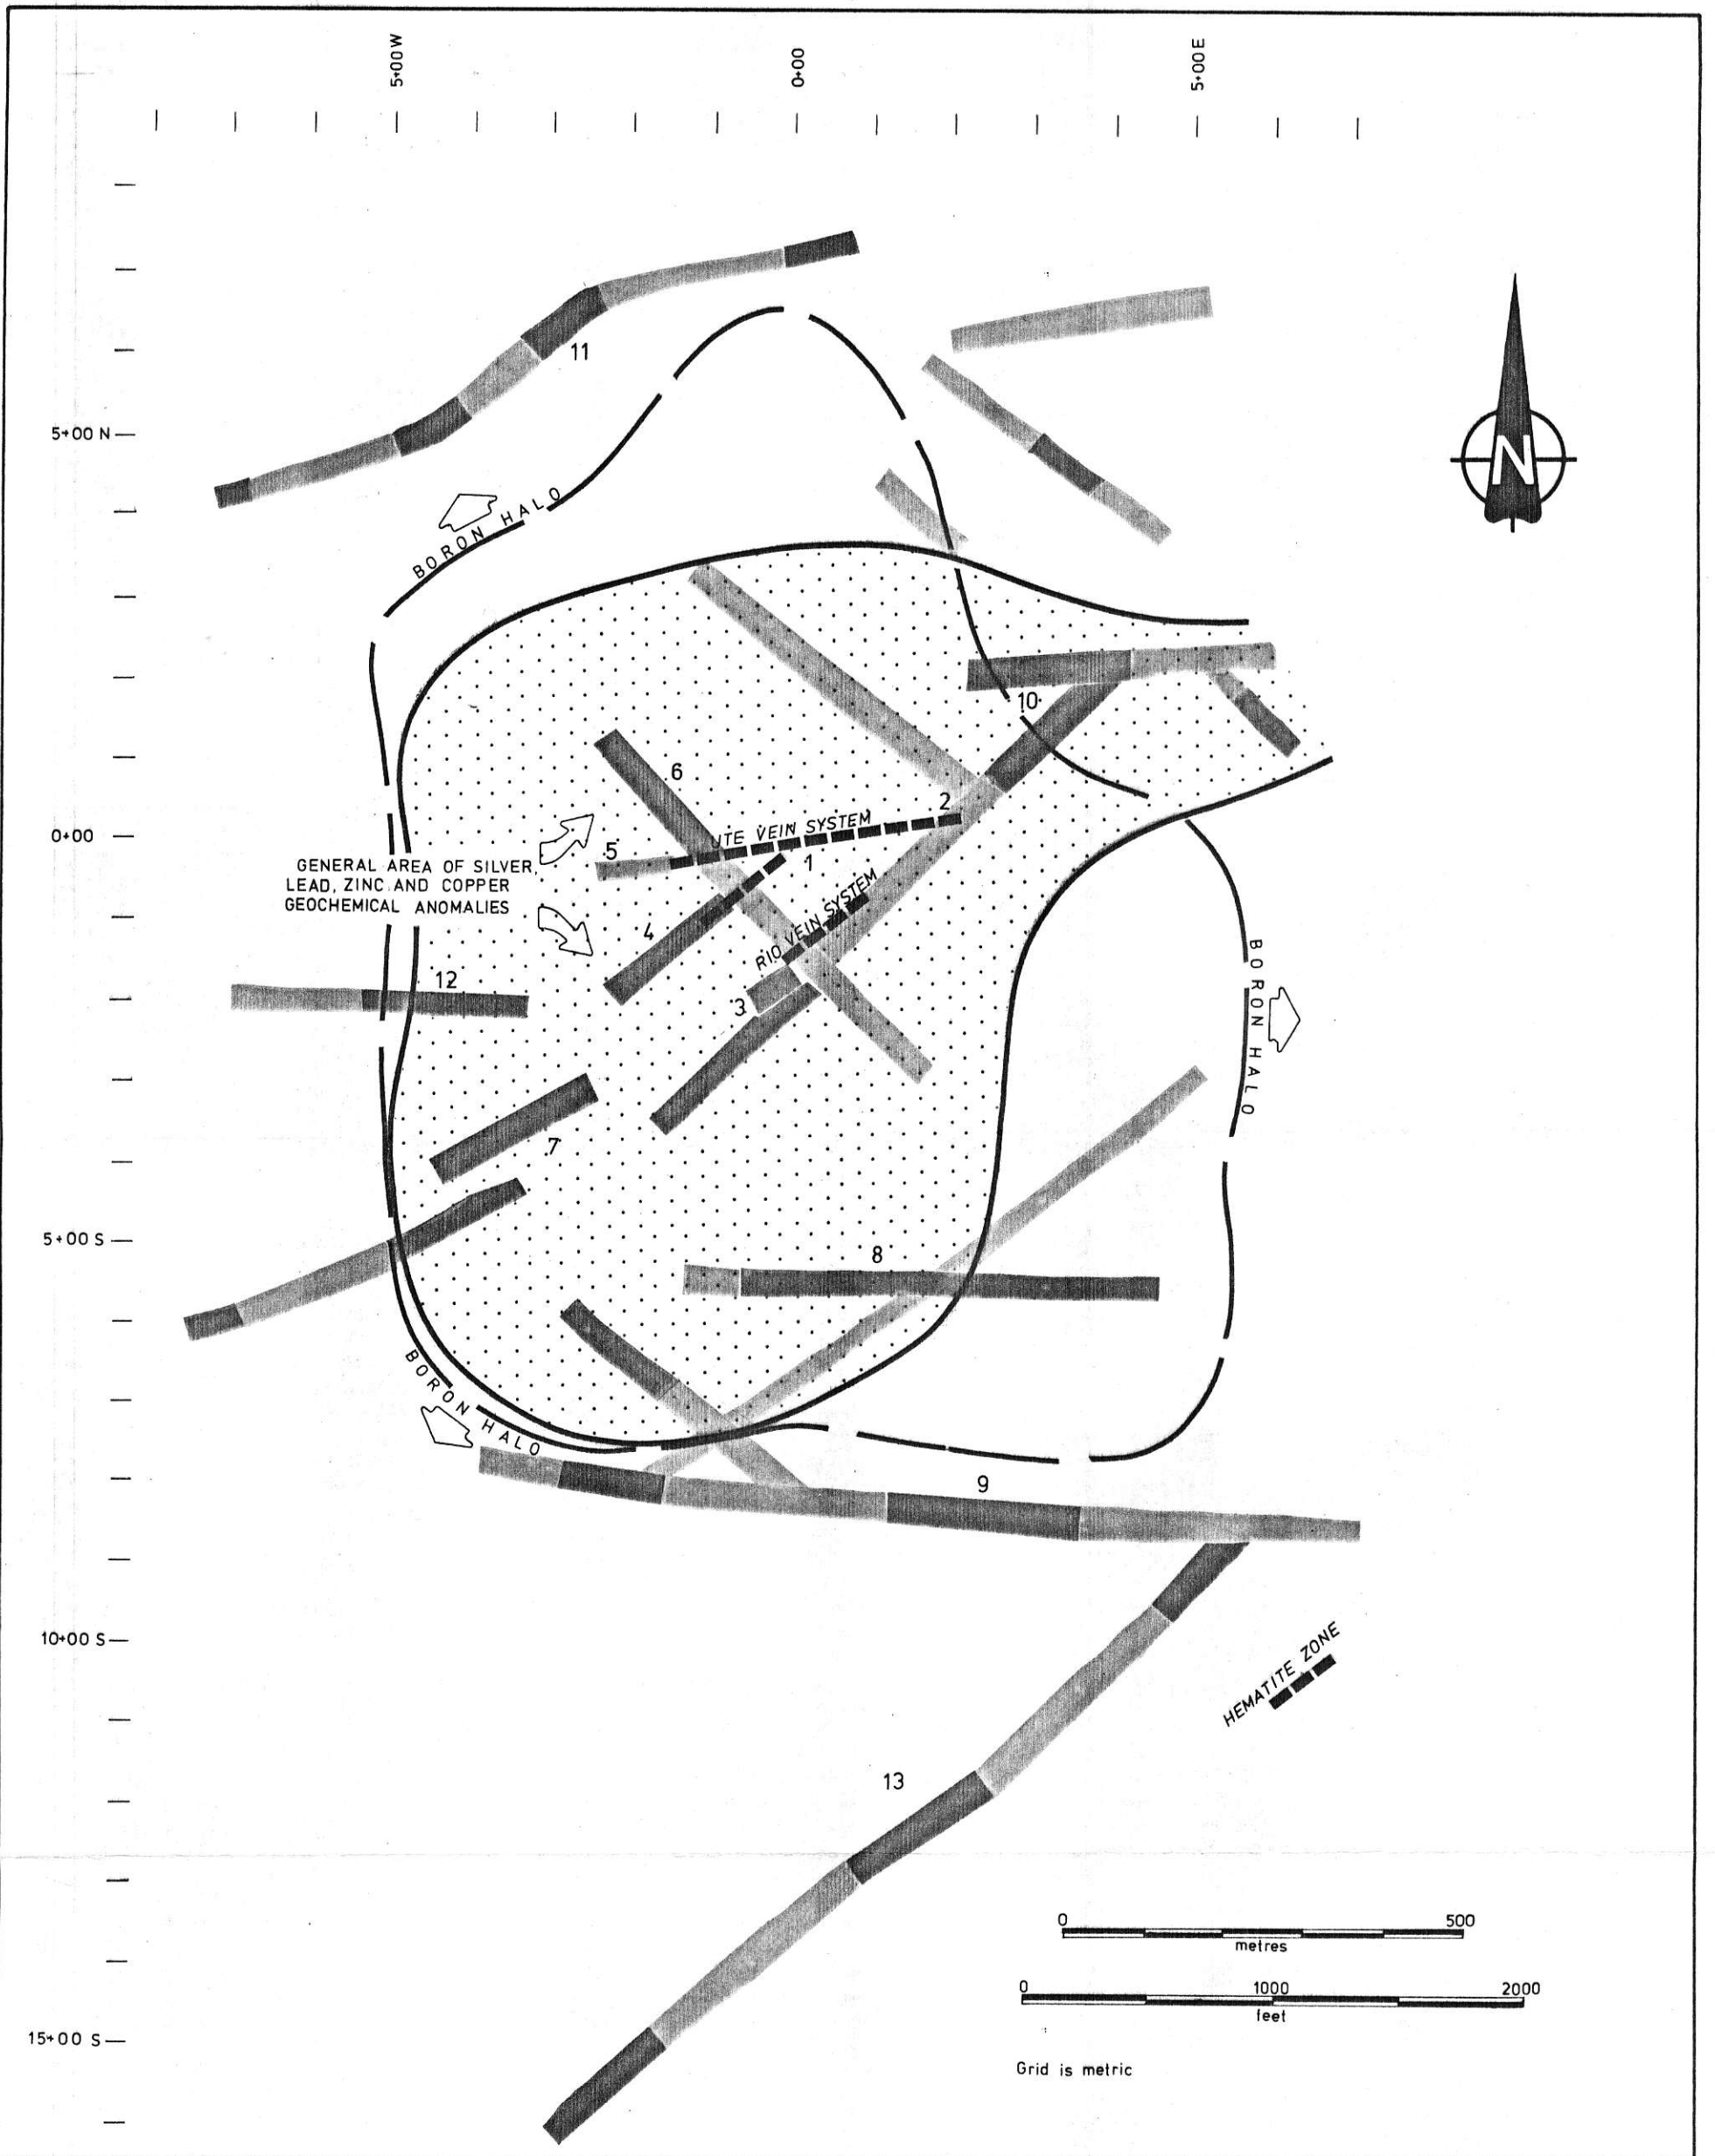 5+00W
0+00
5+00E
11
5+00 N
N
BORON HALO
10
6
2
UTE VEIN SYSTEM
0+00
5
1
GENERAL AREA OF SILVER,
LEAD, ZINC AND COPPER
GEOCHEMICAL ANOMALIES
4
RIO VEIN SYSTEM
BORON HALO
12
3
7
5+00 S
8
BORON HALO
9
10+00 S
HEMATITE ZONE
13
0 500
metres
0 1000 2000
feet
15+00 S
Grid is metric